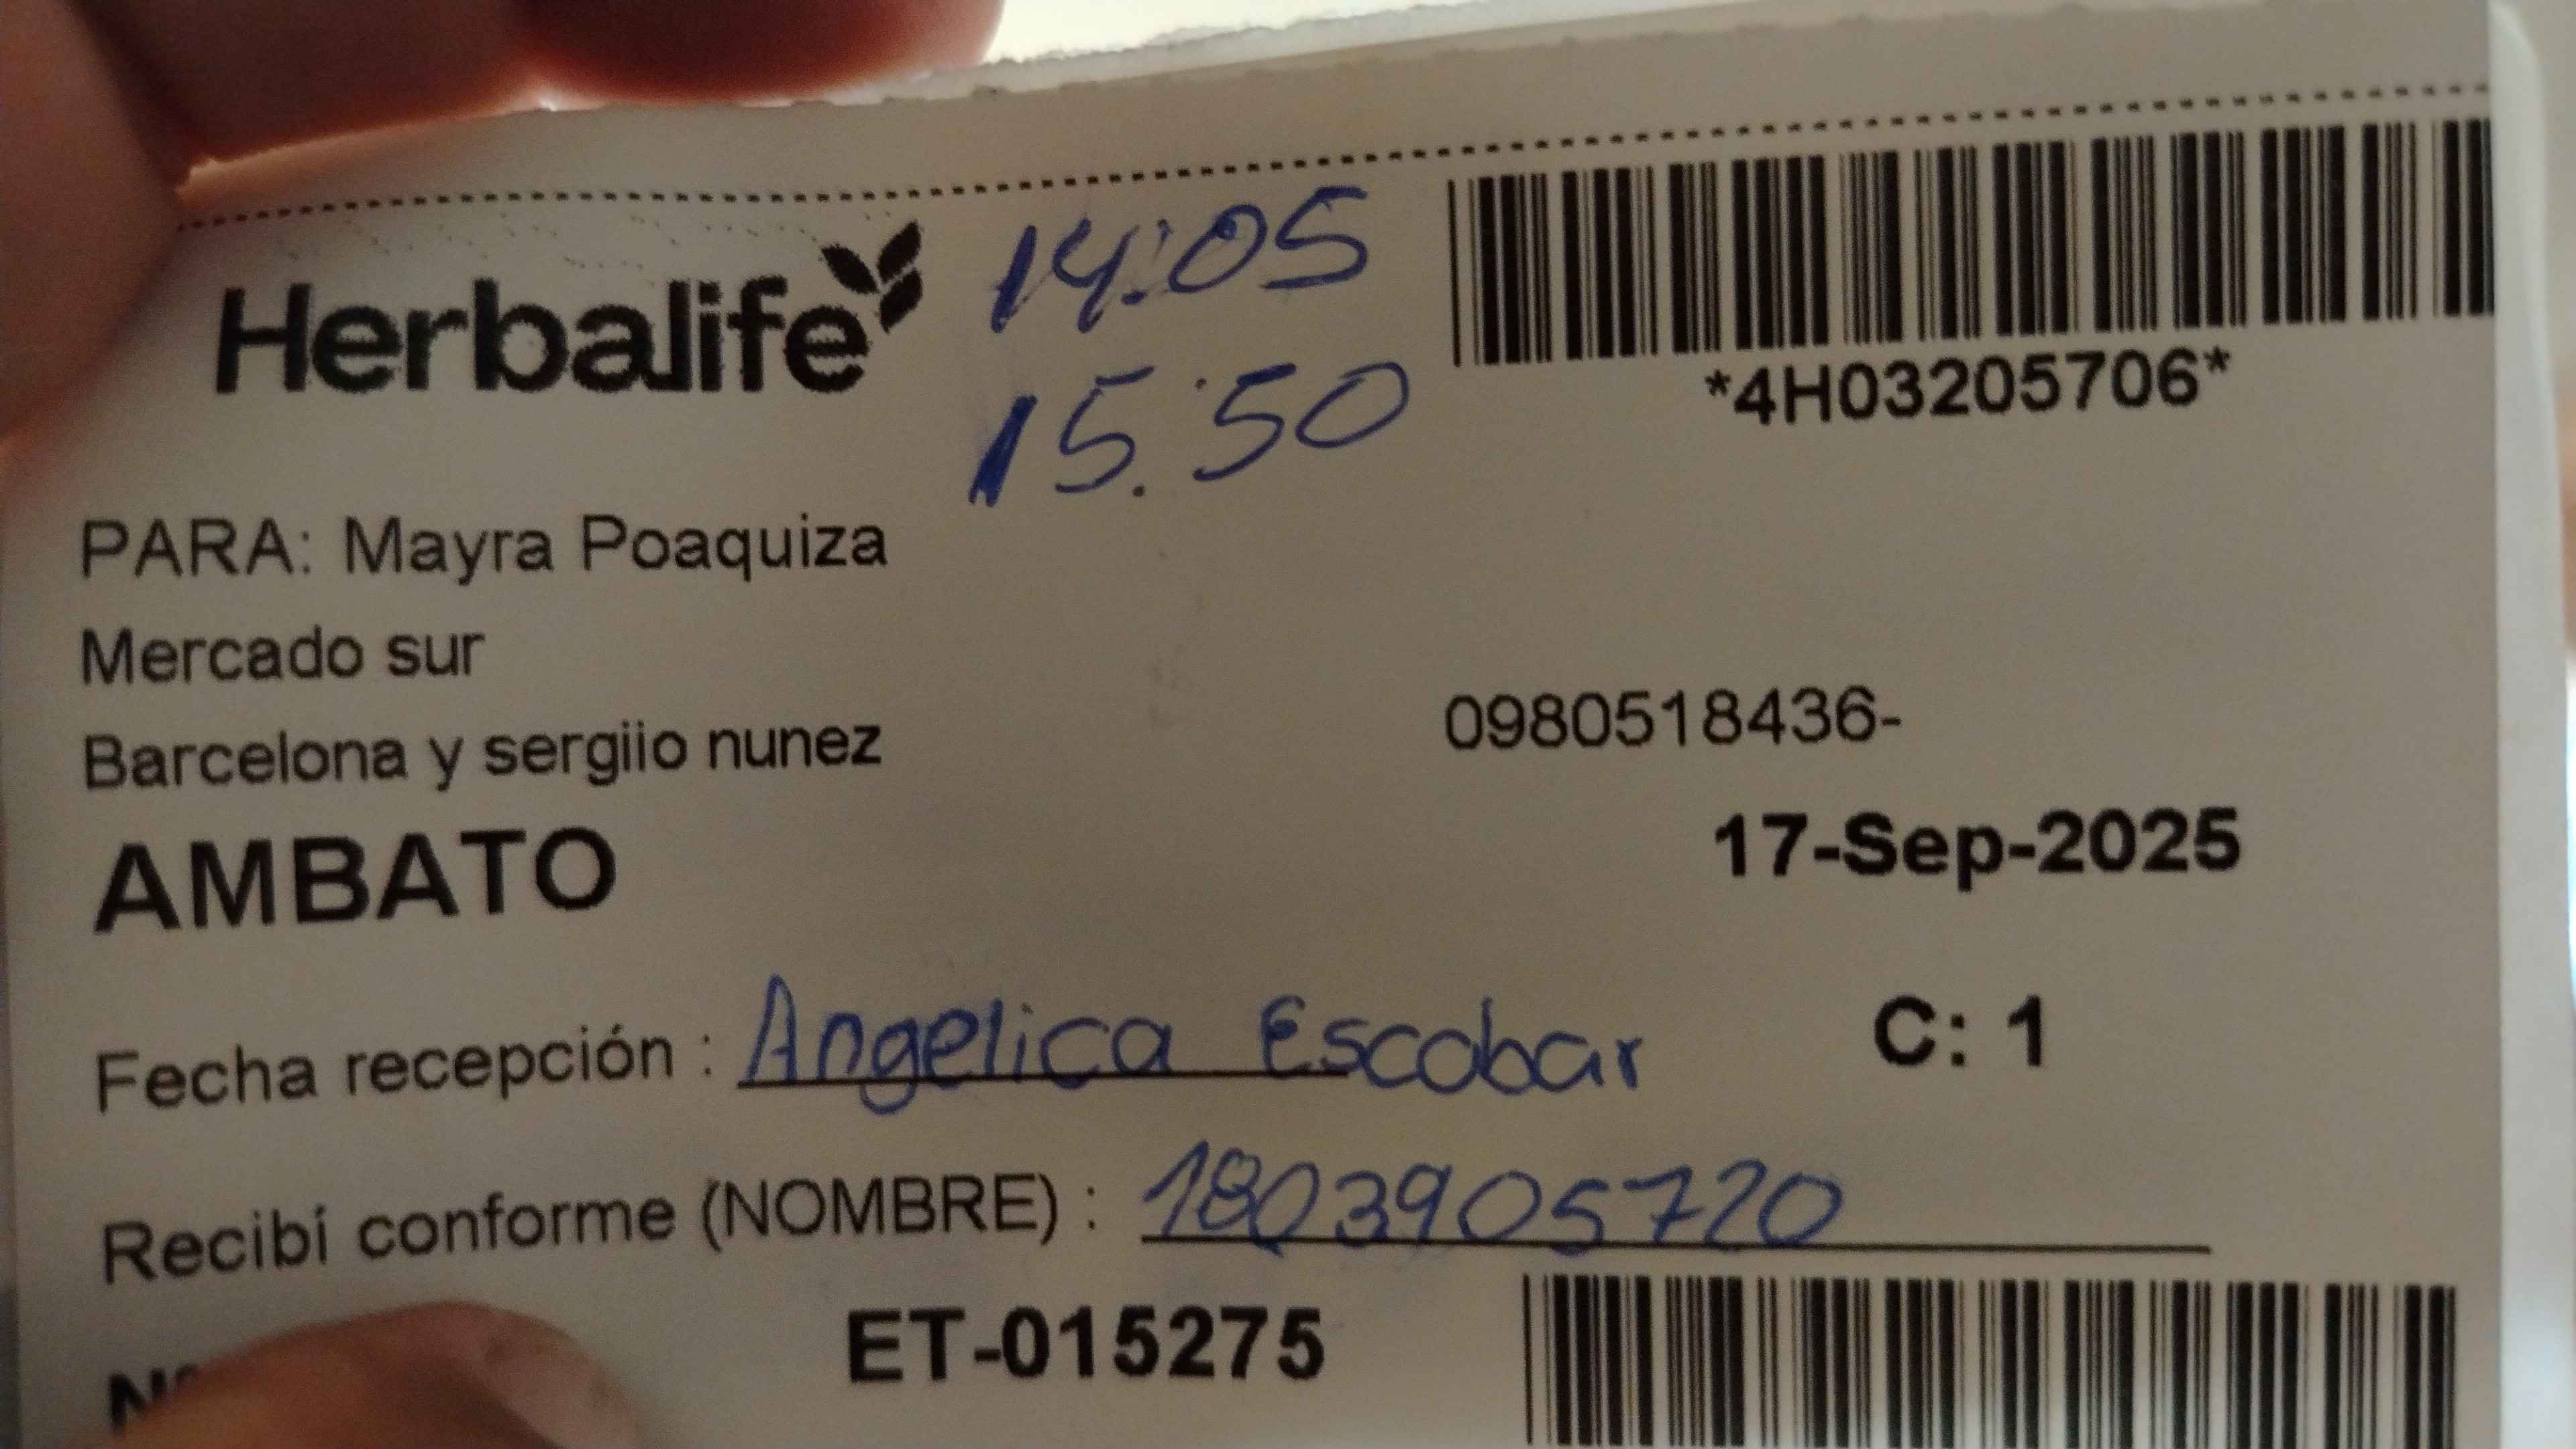 Herbalife
14:05
15:50
*4H03205706*
PARA: Mayra Poaquiza
Mercado sur
Barcelona y sergiio nunez
0980518436-
AMBATO
17-Sep-2025
Fecha recepción : Angelica Escobar
C: 1
Recibí conforme (NOMBRE) : 1803905720
ET-015275